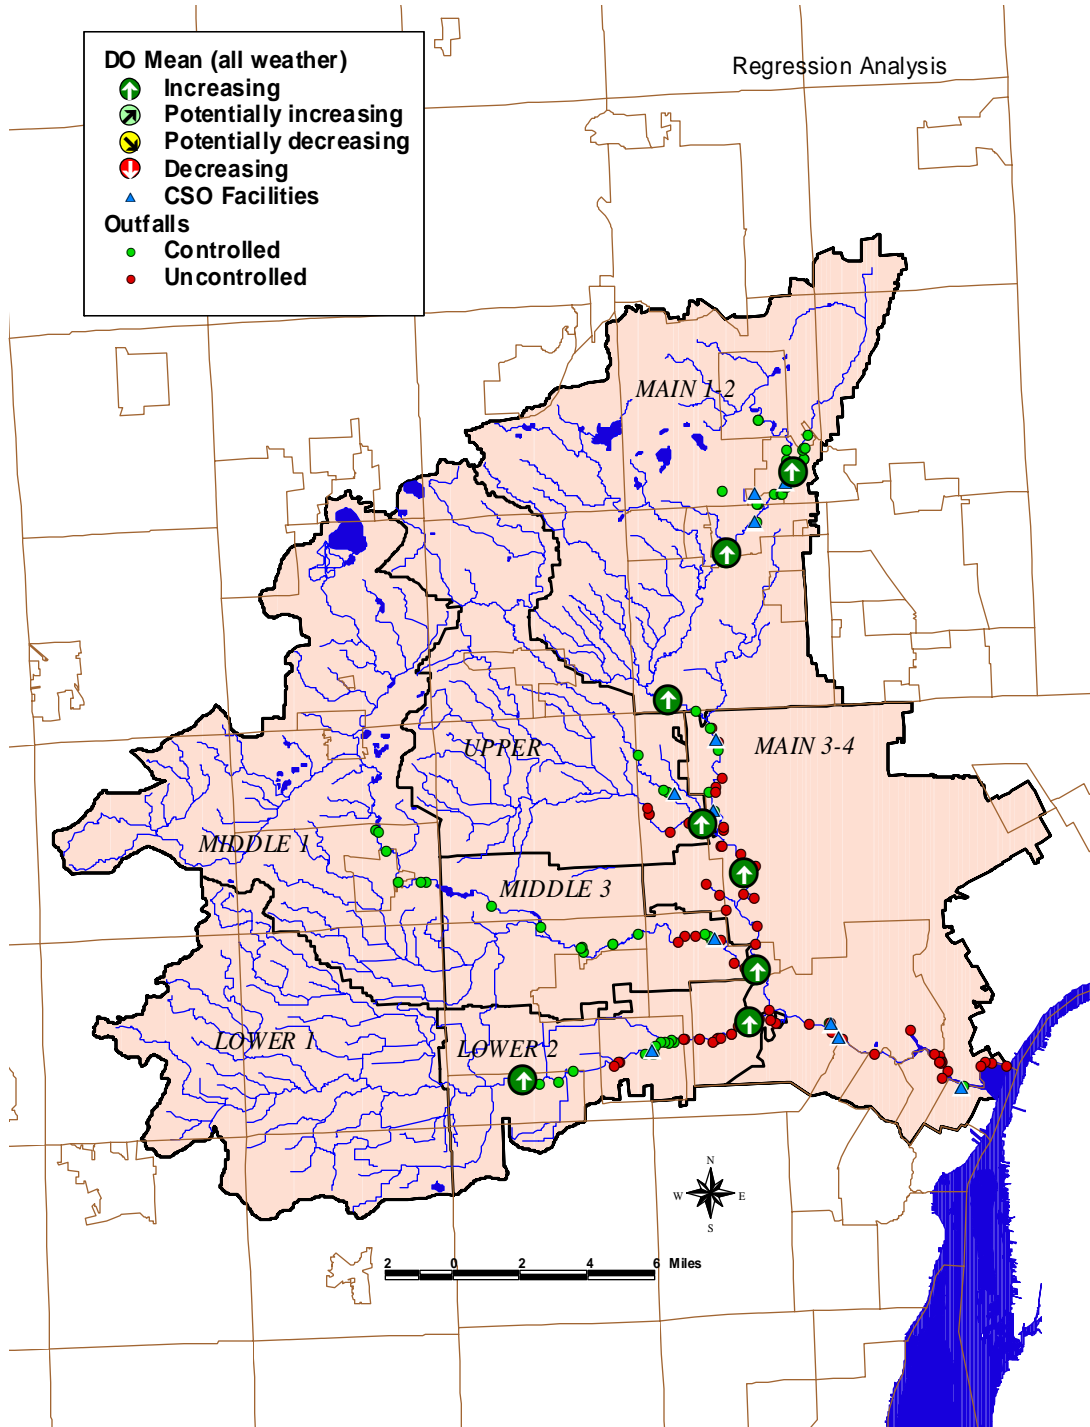 DO Mean (all weather)
Increasing
Potentially increasing
Potentially decreasing
Decreasing
CSO Facilities
Outfalls
Controlled
Uncontrolled
Regression Analysis
MAIN 1-2
UPPER
MAIN 3-4
MIDDLE 1
MIDDLE 3
LOWER 1
LOWER 2
N
W E
S
2 0 2 4 6 Miles